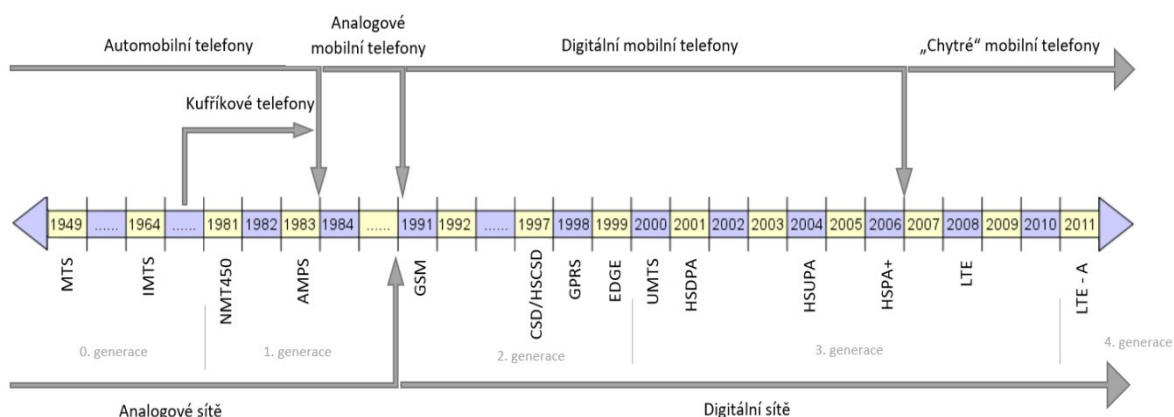 Automobilní telefony
Analogové
mobilní telefony
Digitální mobilní telefony
„Chytré“ mobilní telefony
Kufříkové telefony
1949
......
1964
......
1981
1982
1983
1984
......
1991
1992
......
1997
1998
1999
2000
2001
2002
2003
2004
2005
2006
2007
2008
2009
2010
2011
MTS
IMTS
NMT450
AMPS
GSM
CSD/HSCSD
GPRS
EDGE
UMTS
HSDPA
HSUPA
HSPA+
LTE
LTE - A
0. generace
1. generace
2. generace
3. generace
4. generace
Analogové sítě
Digitální sítě